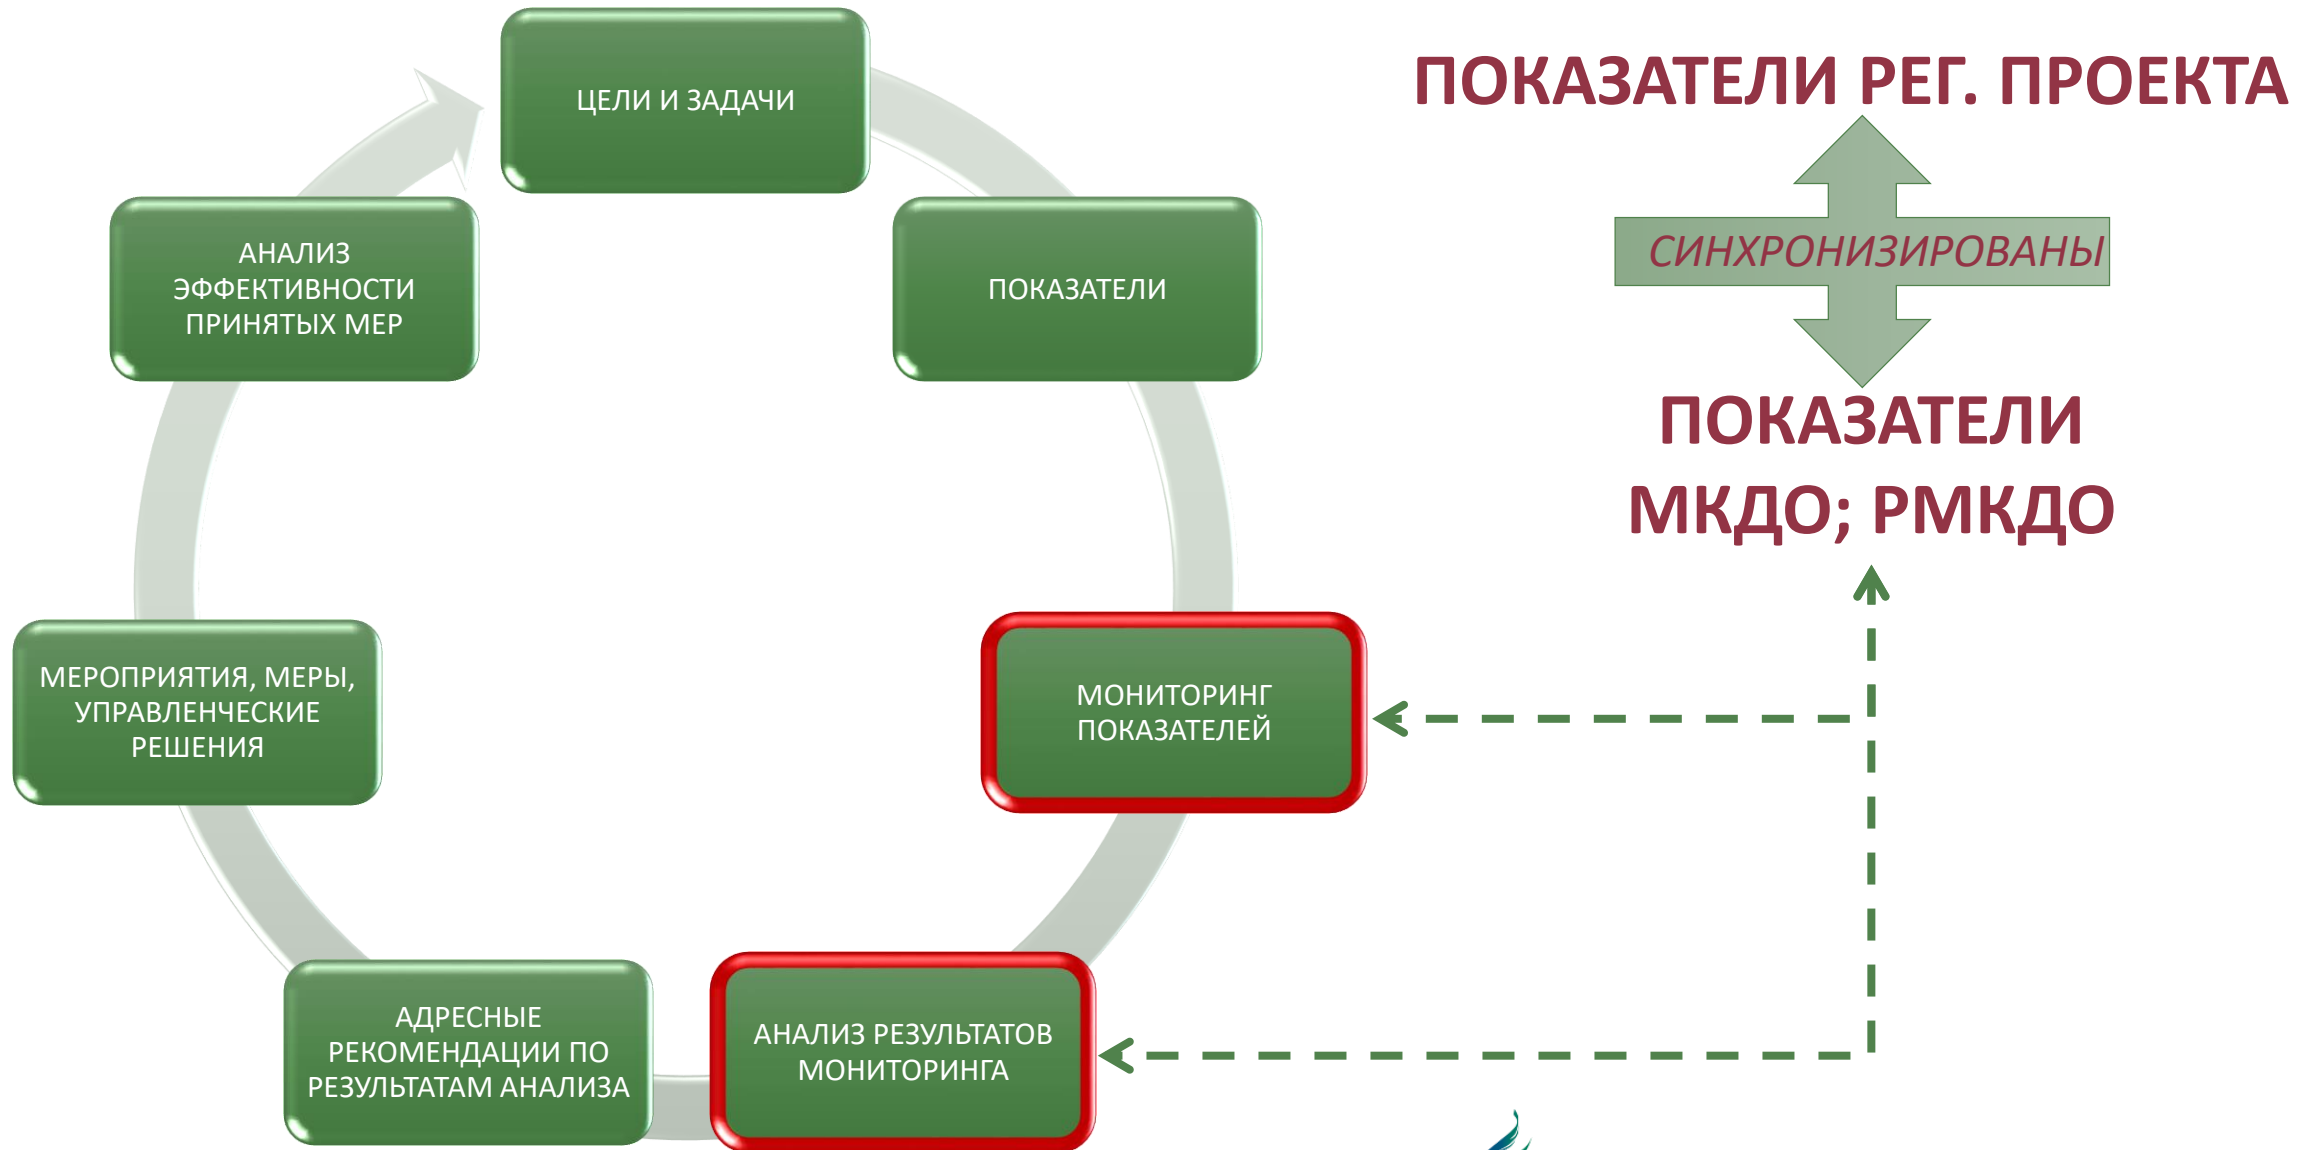 ЦЕЛИ И ЗАДАЧИ
ПОКАЗАТЕЛИ
МОНИТОРИНГ
ПОКАЗАТЕЛЕЙ
АНАЛИЗ РЕЗУЛЬТАТОВ
МОНИТОРИНГА
АДРЕСНЫЕ
РЕКОМЕНДАЦИИ ПО
РЕЗУЛЬТАТАМ АНАЛИЗА
МЕРОПРИЯТИЯ, МЕРЫ,
УПРАВЛЕНЧЕСКИЕ
РЕШЕНИЯ
АНАЛИЗ
ЭФФЕКТИВНОСТИ
ПРИНЯТЫХ МЕР
ПОКАЗАТЕЛИ РЕГ. ПРОЕКТА
СИНХРОНИЗИРОВАНЫ
ПОКАЗАТЕЛИ
МКДО; РМКДО